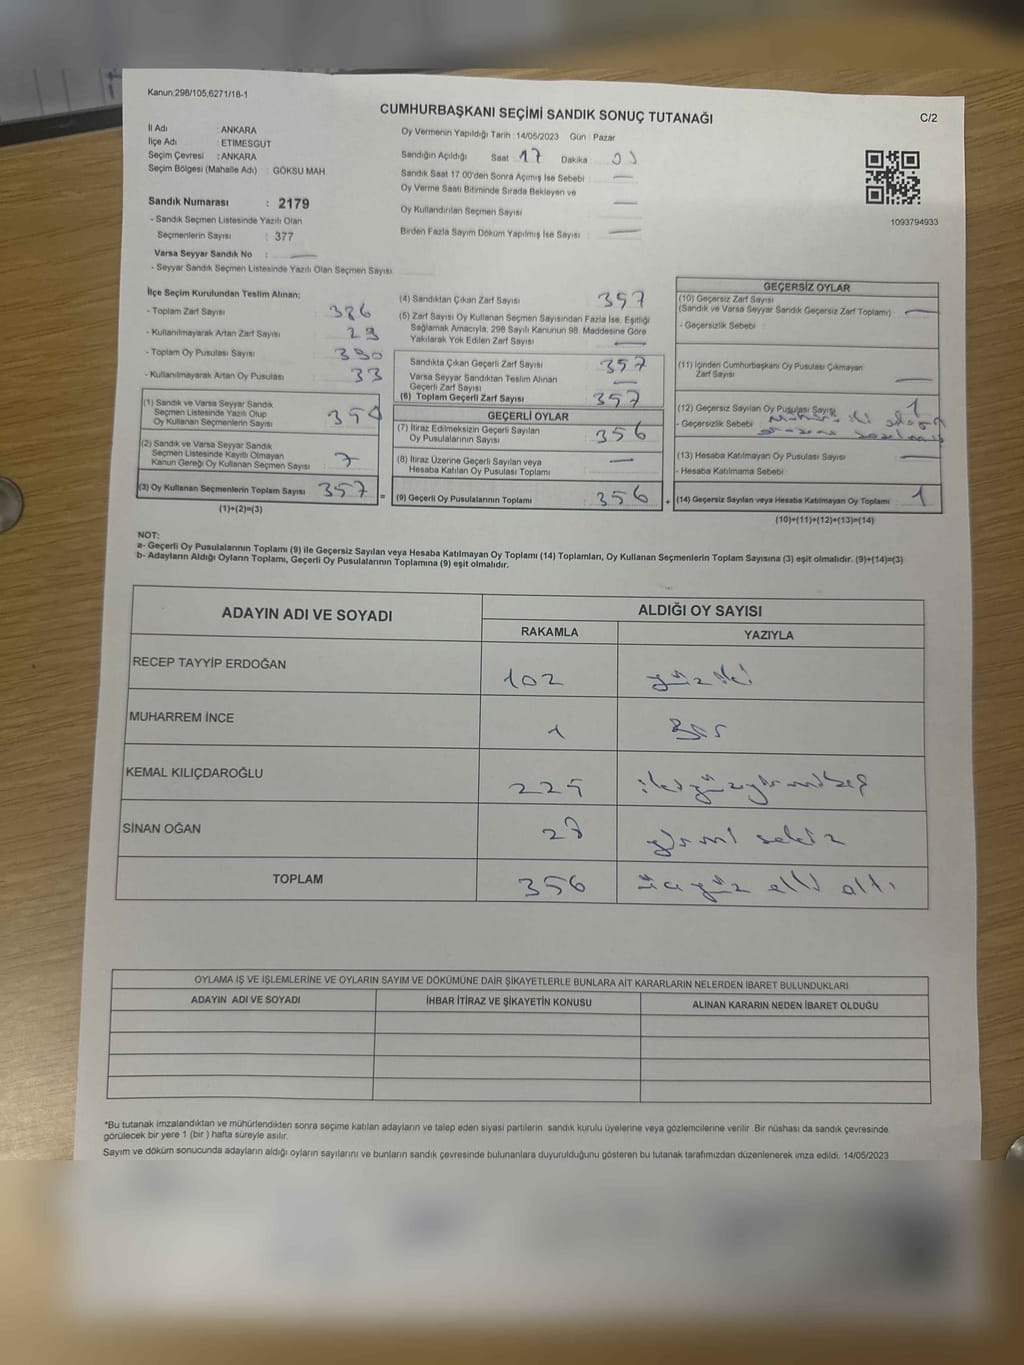 Kanun:298/105,6271/18-1
CUMHURBAŞKANI SEÇİMİ SANDIK SONUÇ TUTANAĞI
C/2
İl Adı : ANKARA
İlçe Adı : ETİMESGUT
Seçim Çevresi : ANKARA
Seçim Bölgesi (Mahalle Adı) : GÖKSU MAH
Oy Vermenin Yapıldığı Tarih : 14/05/2023 Gün : Pazar
Sandığın Açıldığı Saat : 17 Dakika :
Sandık Saat 17:00'den Sonra Açımış İse Sebebi —
Oy Verme Saati Bitiminde Sırada Bekleyen ve
Oy Kullandırılan Seçmen Sayısı —
Birden Fazla Sayım Döküm Yapılmış İse Sayısı : —
1093794933
Sandık Numarası : 2179
- Sandık Seçmen Listesinde Yazılı Olan
Seçmenlerin Sayısı : 377
Varsa Seyyar Sandık No : —
- Seyyar Sandık Seçmen Listesinde Yazılı Olan Seçmen Sayısı
İlçe Seçim Kurulundan Teslim Alınan;
- Toplam Zarf Sayısı : 386
- Kullanılmayarak Artan Zarf Sayısı : 29
- Toplam Oy Pusulası Sayısı : 390
- Kullanılmayarak Artan Oy Pusulası : 33
(1) Sandık ve Varsa Seyyar Sandık
Seçmen Listesinde Yazılı Olup
Oy Kullanan Seçmenlerin Sayısı : 350
(2) Sandık ve Varsa Seyyar Sandık
Seçmen Listesinde Kayıtlı Olmayan
Kanun Gereği Oy Kullanan Seçmen Sayısı : 7
(3) Oy Kullanan Seçmenlerin Toplam Sayısı : 357
(1)+(2)=(3)
(4) Sandıktan Çıkan Zarf Sayısı : 357
(5) Zarf Sayısı Oy Kullanan Seçmen Sayısından Fazla İse, Eşitliği
Sağlamak Amacıyla; 298 Sayılı Kanunun 98. Maddesine Göre
Yakılarak Yok Edilen Zarf Sayısı : —
Sandıkta Çıkan Geçerli Zarf Sayısı : 357
Varsa Seyyar Sandıktan Teslim Alınan
Geçerli Zarf Sayısı : —
(6) Toplam Geçerli Zarf Sayısı : 357
GEÇERLİ OYLAR
(7) İtiraz Edilmeksizin Geçerli Sayılan
Oy Pusulalarının Sayısı : 356
(8) İtiraz Üzerine Geçerli Sayılan veya
Hesaba Katılan Oy Pusulası Toplamı : —
= (9) Geçerli Oy Pusulalarının Toplamı : 356
GEÇERSİZ OYLAR
(10) Geçersiz Zarf Sayısı
(Sandık ve Varsa Seyyar Sandık Geçersiz Zarf Toplamı) : —
- Geçersizlik Sebebi :
(11) İçinden Cumhurbaşkanı Oy Pusulası Çıkmayan
Zarf Sayısı : —
(12) Geçersiz Sayılan Oy Pusulası Sayısı : 1
- Geçersizlik Sebebi :
(13) Hesaba Katılmayan Oy Pusulası Sayısı : —
- Hesaba Katılmama Sebebi
+ (14) Geçersiz Sayılan veya Hesaba Katılmayan Oy Toplamı : 1
(10)+(11)+(12)+(13)=(14)
NOT:
a- Geçerli Oy Pusulalarının Toplamı (9) ile Geçersiz Sayılan veya Hesaba Katılmayan Oy Toplamı (14) Toplamları, Oy Kullanan Seçmenlerin Toplam Sayısına (3) eşit olmalıdır. (9)+(14)=(3)
b- Adayların Aldığı Oyların Toplamı, Geçerli Oy Pusulalarının Toplamına (9) eşit olmalıdır.
ADAYIN ADI VE SOYADI
ALDIĞI OY SAYISI
RAKAMLA YAZIYLA
RECEP TAYYİP ERDOĞAN 102 yüz iki
MUHARREM İNCE 1 Bir
KEMAL KILIÇDAROĞLU 225 iki yüz yirmi beş
SİNAN OĞAN 28 yirmi sekiz
TOPLAM 356 üç yüz elli altı
OYLAMA İŞ VE İŞLEMLERİNE VE OYLARIN SAYIM VE DÖKÜMÜNE DAİR ŞİKAYETLERLE BUNLARA AİT KARARLARIN NELERDEN İBARET BULUNDUKLARI
ADAYIN ADI VE SOYADI İHBAR İTİRAZ VE ŞİKAYETİN KONUSU ALINAN KARARIN NEDEN İBARET OLDUĞU
*Bu tutanak imzalandıktan ve mühürlendikten sonra seçime katılan adayların ve talep eden siyasi partilerin sandık kurulu üyelerine veya gözlemcilerine verilir. Bir nüshası da sandık çevresinde
görülecek bir yere 1 (bir) hafta süreyle asılır.
Sayım ve döküm sonucunda adayların aldığı oyların sayılarını ve bunların sandık çevresinde bulunanlara duyurulduğunu gösteren bu tutanak tarafımızdan düzenlenerek imza edildi. 14/05/2023